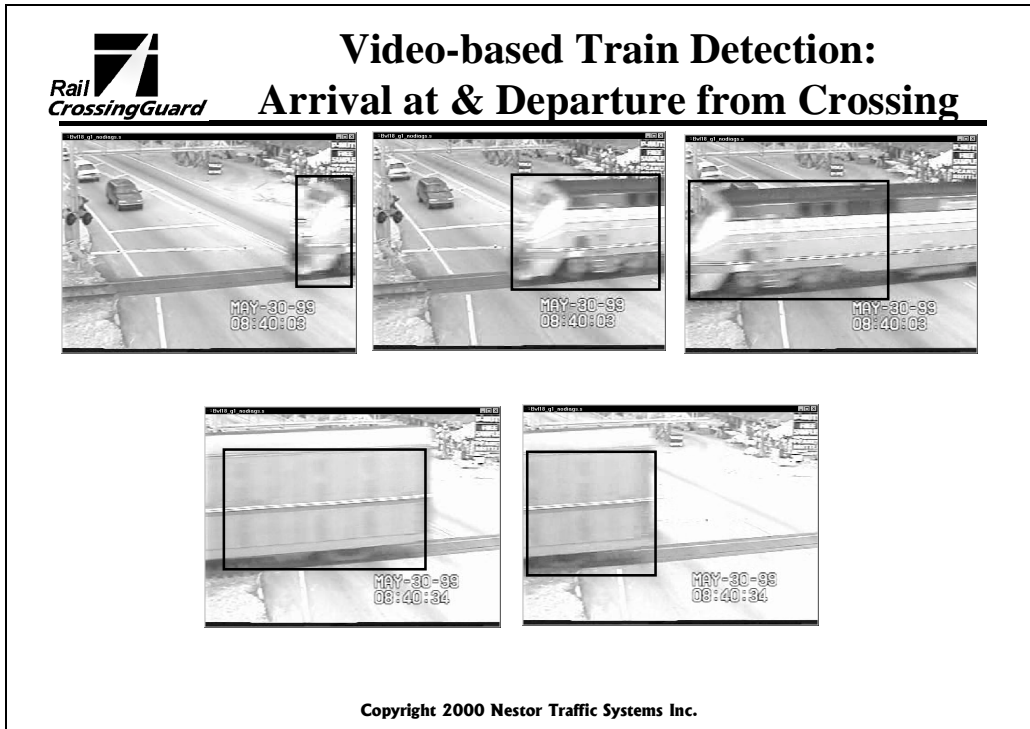 Rail
CrossingGuard
Video-based Train Detection:
Arrival at & Departure from Crossing
MAY-30-99
08:40:03
MAY-30-99
08:40:03
MAY-30-99
08:40:03
MAY-30-99
08:40:34
MAY-30-99
08:40:34
Copyright 2000 Nestor Traffic Systems Inc.